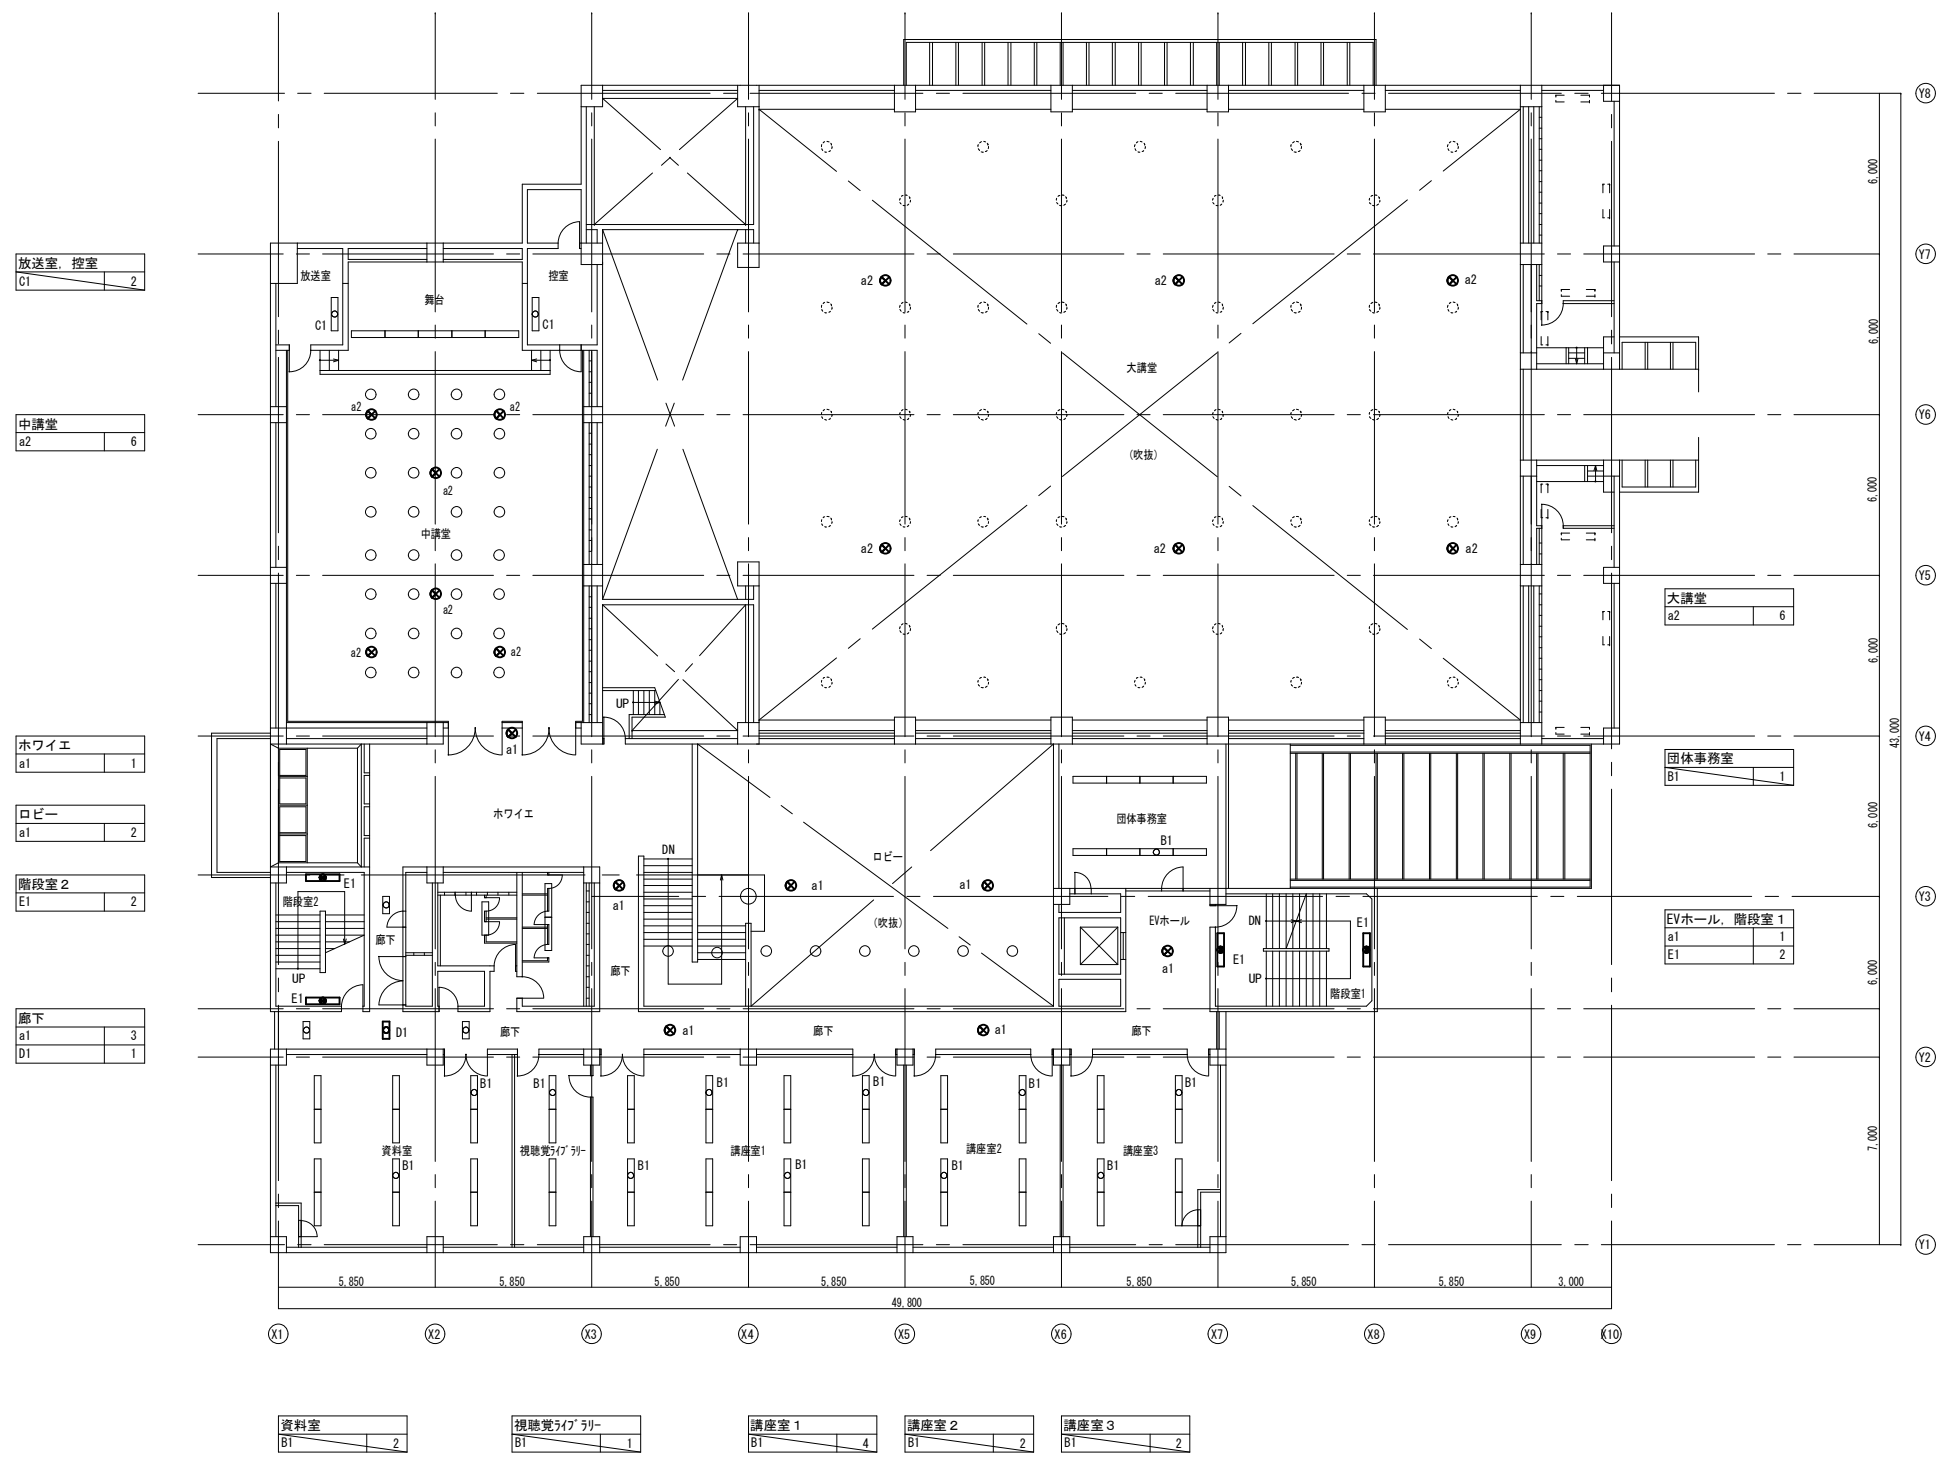 Y8
6,000
放送室，控室
C1 2
放送室
控室
舞台
C1
C1
a2
a2
a2
Y7
6,000
大講堂
中講堂
a2 6
a2
a2
Y6
(吹抜)
a2
中講堂
6,000
a2
a2
a2
Y5
a2
大講堂
a2 6
a2
a2
6,000
UP
ホワイエ
a1 1
a1
Y4
43,000
団体事務室
B1 1
ロビー
a1 2
ホワイエ
団体事務室
6,000
DN
ロビー
B1
階段室２
E1 2
E1
a1
a1
a1
階段室2
Y3
EVホール，階段室１
a1 1
E1 2
廊下
(吹抜)
EVホール
DN
E1
UP
廊下
a1
E1
UP
6,000
E1
階段室1
廊下
a1 3
D1 1
D1
廊下
a1
廊下
a1
廊下
Y2
B1
B1
B1
B1
B1
B1
資料室
視聴覚ﾗｲﾌﾞﾗﾘｰ
講座室1
講座室2
講座室3
7,000
B1
B1
B1
B1
B1
Y1
5,850
5,850
5,850
5,850
5,850
5,850
5,850
5,850
3,000
49,800
X1
X2
X3
X4
X5
X6
X7
X8
X9
X10
資料室
B1 2
視聴覚ﾗｲﾌﾞﾗﾘｰ
B1 1
講座室１
B1 4
講座室２
B1 2
講座室３
B1 2